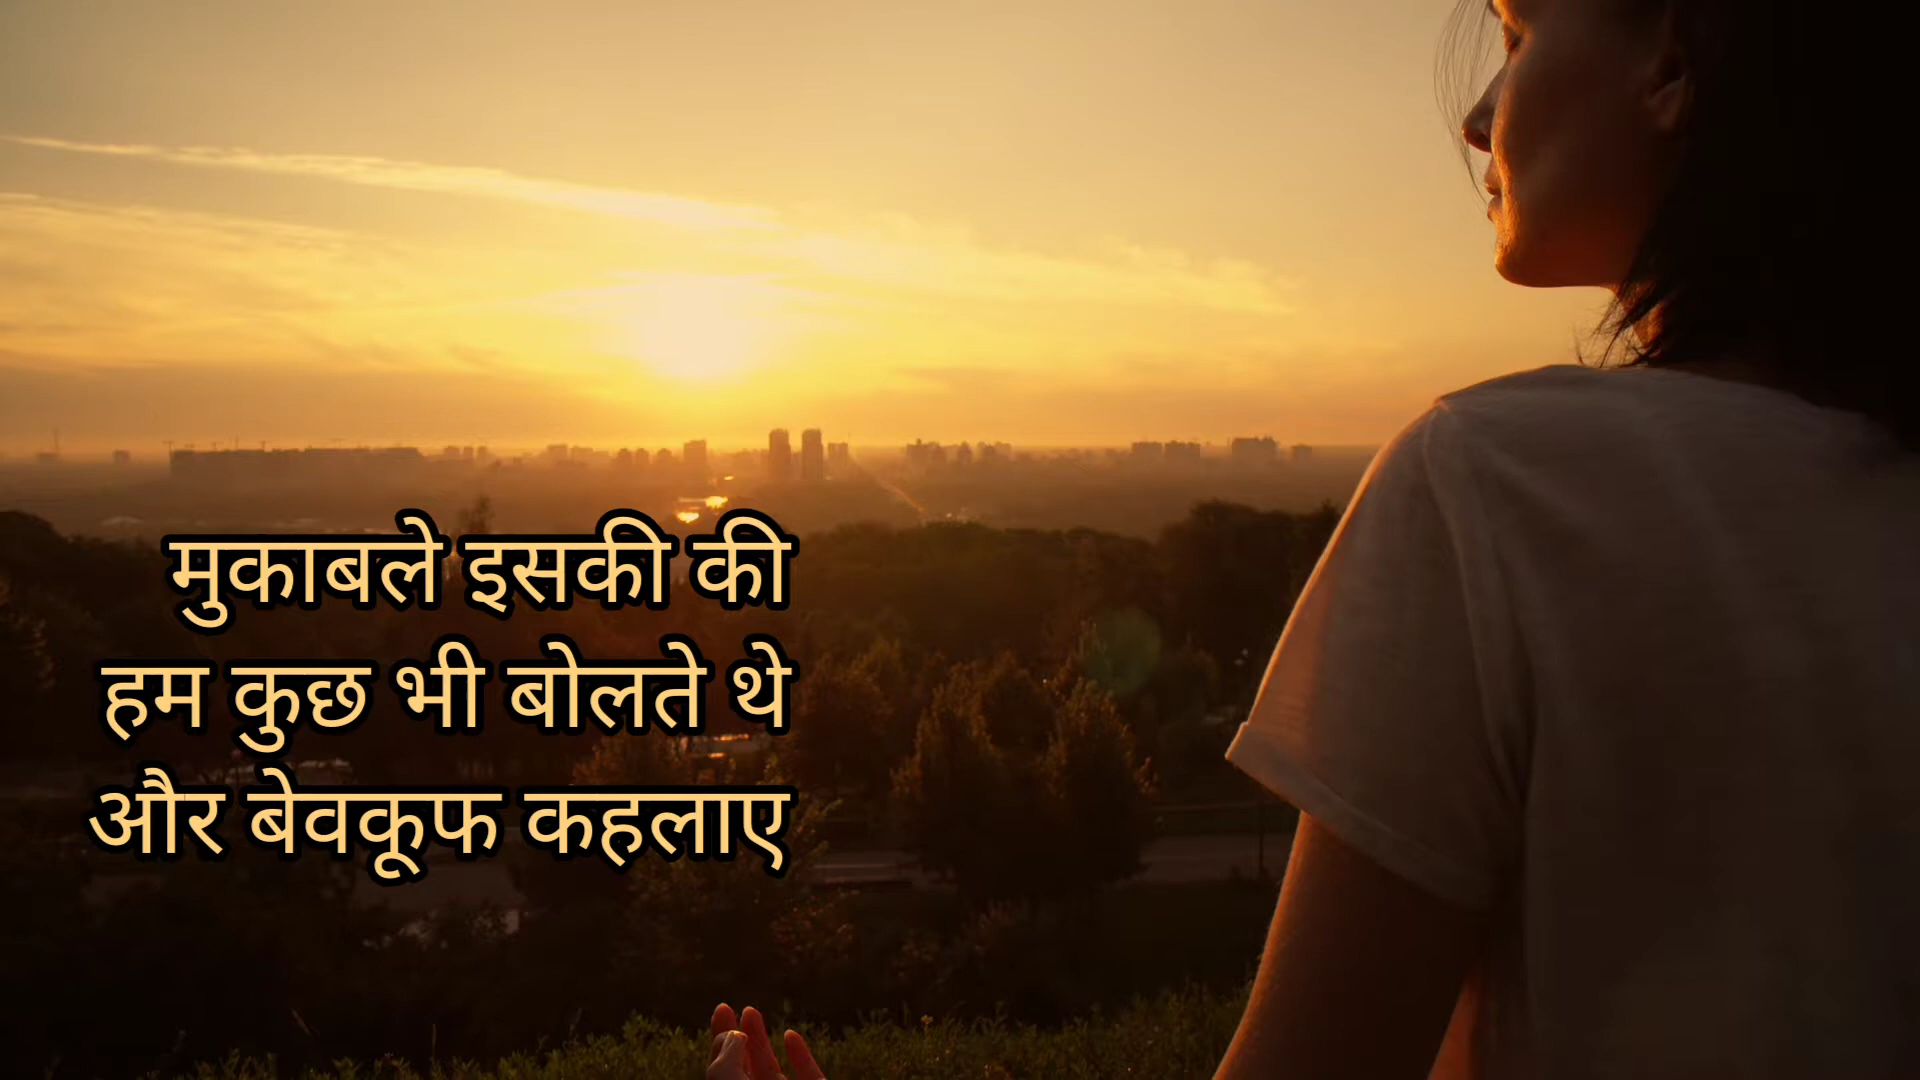 मुकाबले इसकी की
हम कुछ भी बोलते थे
और बेवकूफ कहलाए